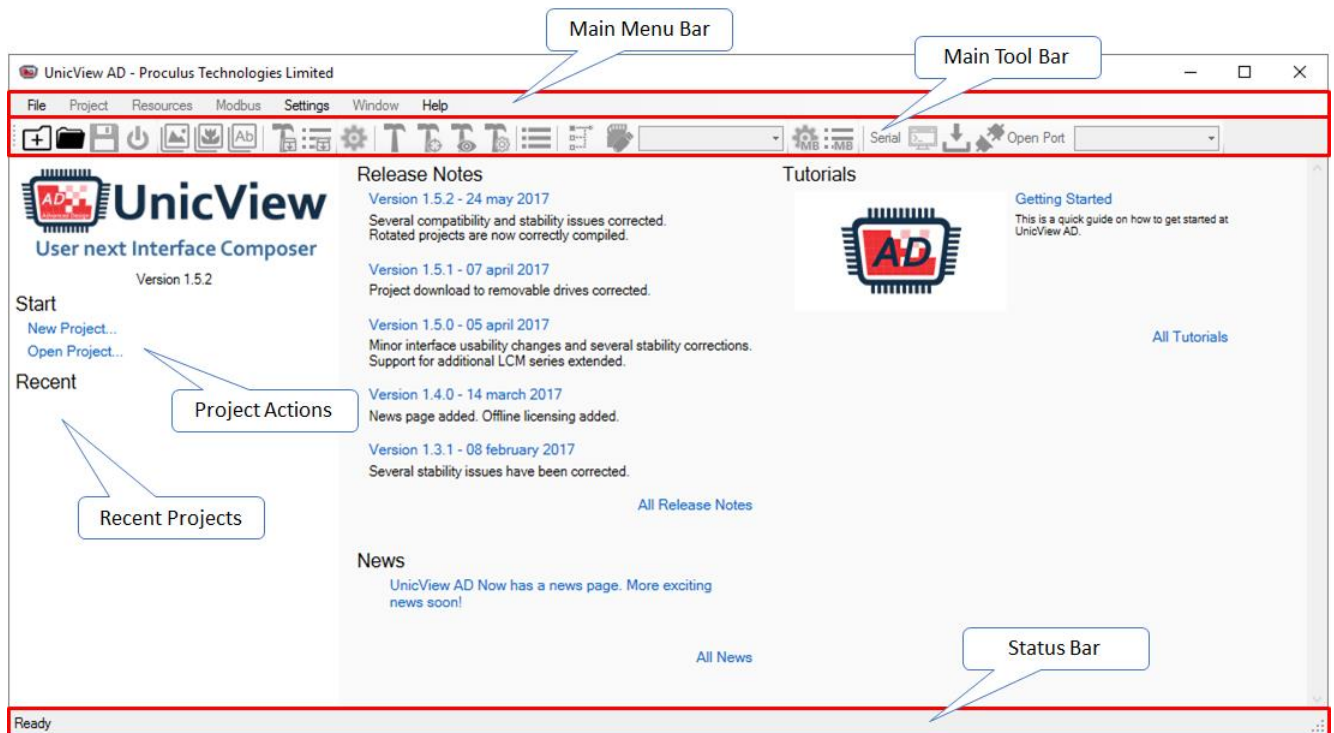 Main Menu Bar
Main Tool Bar
UnicView AD - Proculus Technologies Limited
File Project Resources Modbus Settings Window Help
Ab MB MB Serial Open Port
AD
Advanced Design
UnicView
User next Interface Composer
Version 1.5.2
Start
New Project...
Open Project...
Recent
Project Actions
Recent Projects
Release Notes
Version 1.5.2 - 24 may 2017
Several compatibility and stability issues corrected.
Rotated projects are now correctly compiled.
Version 1.5.1 - 07 april 2017
Project download to removable drives corrected.
Version 1.5.0 - 05 april 2017
Minor interface usability changes and several stability corrections.
Support for additional LCM series extended.
Version 1.4.0 - 14 march 2017
News page added. Offline licensing added.
Version 1.3.1 - 08 february 2017
Several stability issues have been corrected.
All Release Notes
News
UnicView AD Now has a news page. More exciting
news soon!
All News
Tutorials
AD
Getting Started
This is a quick guide on how to get started at
UnicView AD.
All Tutorials
Status Bar
Ready